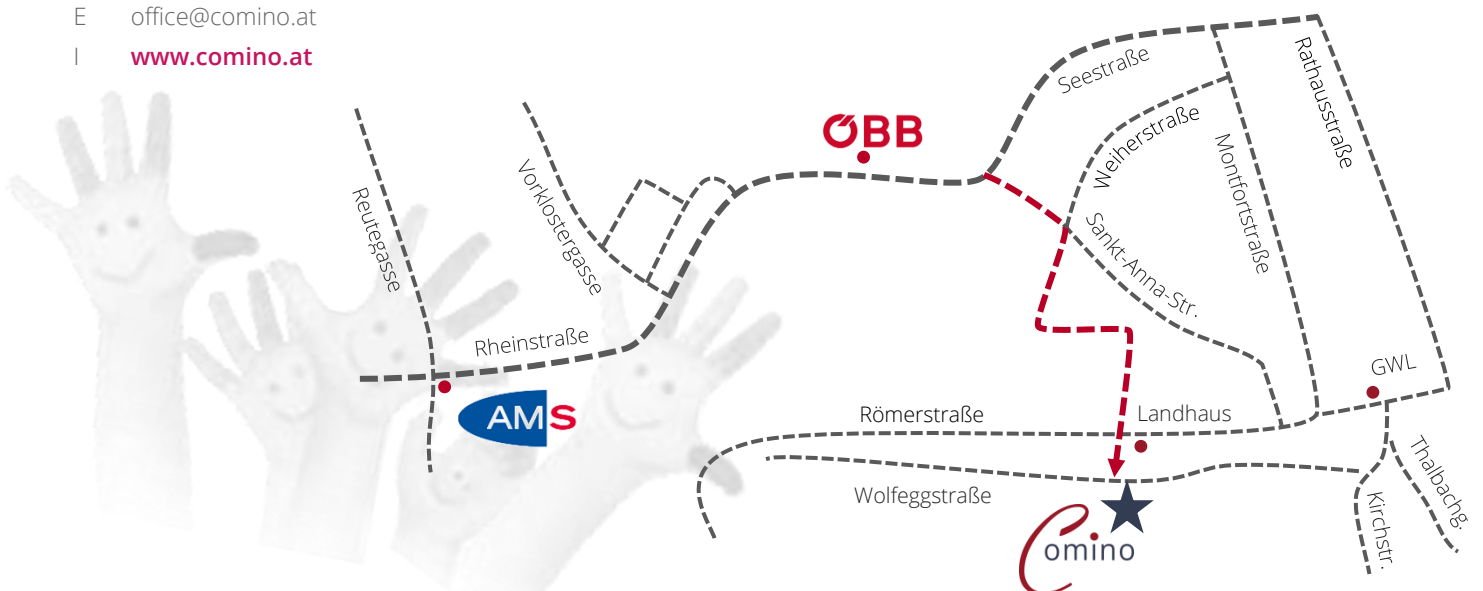 E office@comino.at
I www.comino.at
Seestraße
Rathausstraße
ÖBB
Weiherstraße
Montfortstraße
Vorklostergasse
Reutegasse
Sankt-Anna-Str.
Rheinstraße
GWL
AMS
Römerstraße
Landhaus
Thalbachg.
Wolfeggstraße
Kirchstr.
Comino